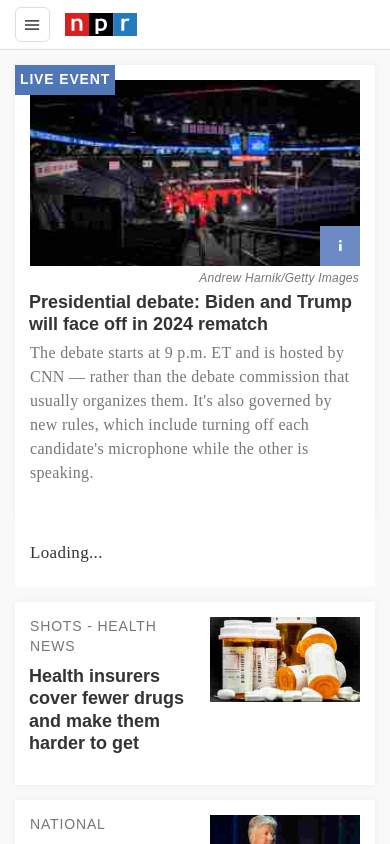 npr
LIVE EVENT
Andrew Harnik/Getty Images
Presidential debate: Biden and Trump
will face off in 2024 rematch
The debate starts at 9 p.m. ET and is hosted by
CNN — rather than the debate commission that
usually organizes them. It's also governed by
new rules, which include turning off each
candidate's microphone while the other is
speaking.
Loading...
SHOTS - HEALTH
NEWS
Health insurers
cover fewer drugs
and make them
harder to get
NATIONAL